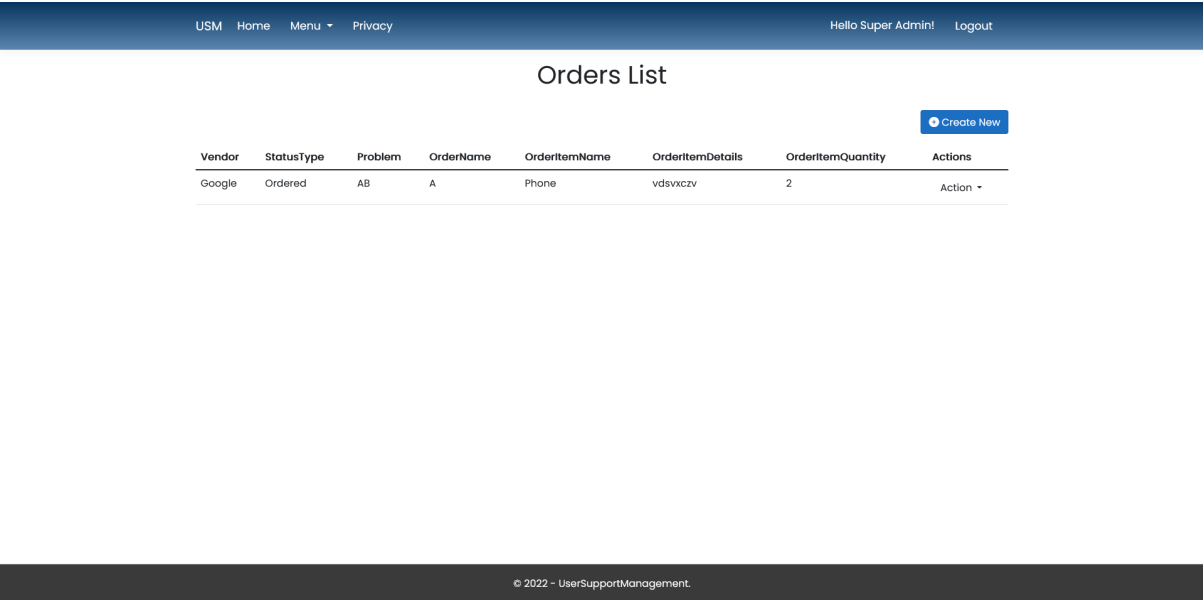 USM Home Menu Privacy Hello Super Admin! Logout
Orders List
Create New
Vendor StatusType Problem OrderName OrderItemName OrderItemDetails OrderItemQuantity Actions
Google Ordered AB A Phone vdsvxczv 2 Action
© 2022 - UserSupportManagement.